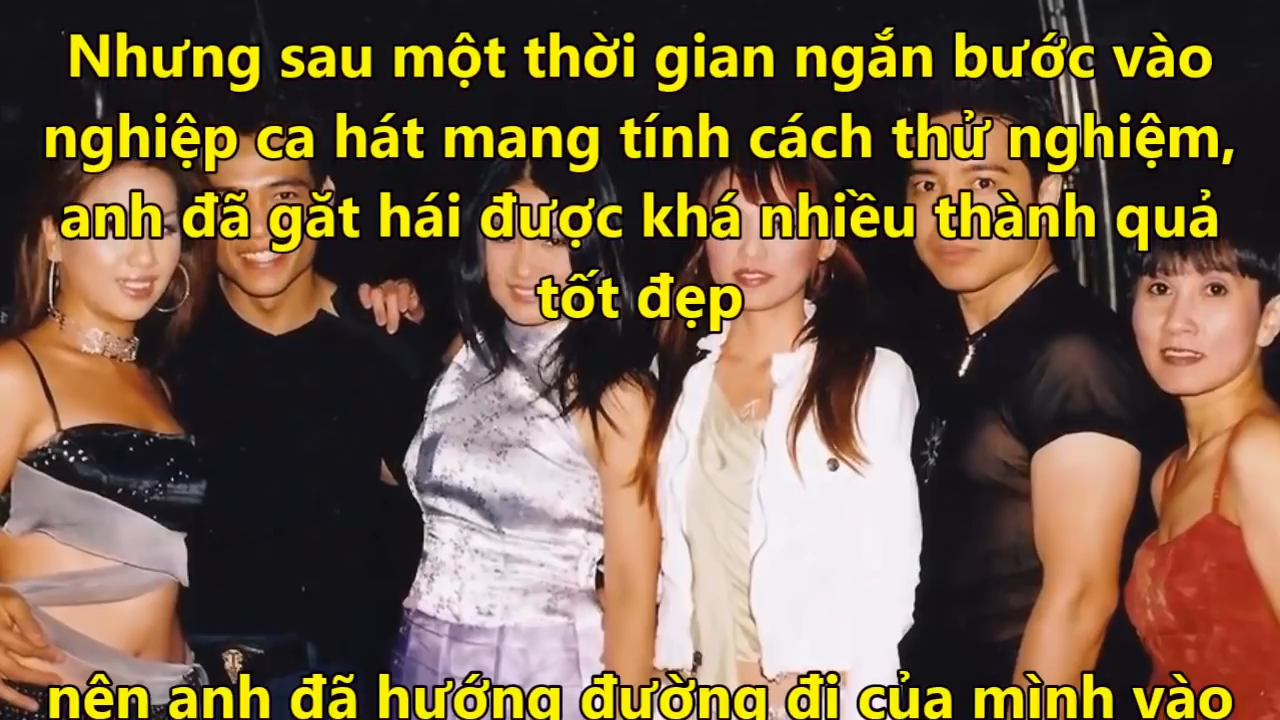 Nhưng sau một thời gian ngắn bước vào
nghiệp ca hát mang tính cách thử nghiệm,
anh đã gặt hái được khá nhiều thành quả
tốt đẹp
nên anh đã hướng đường đi của mình vào